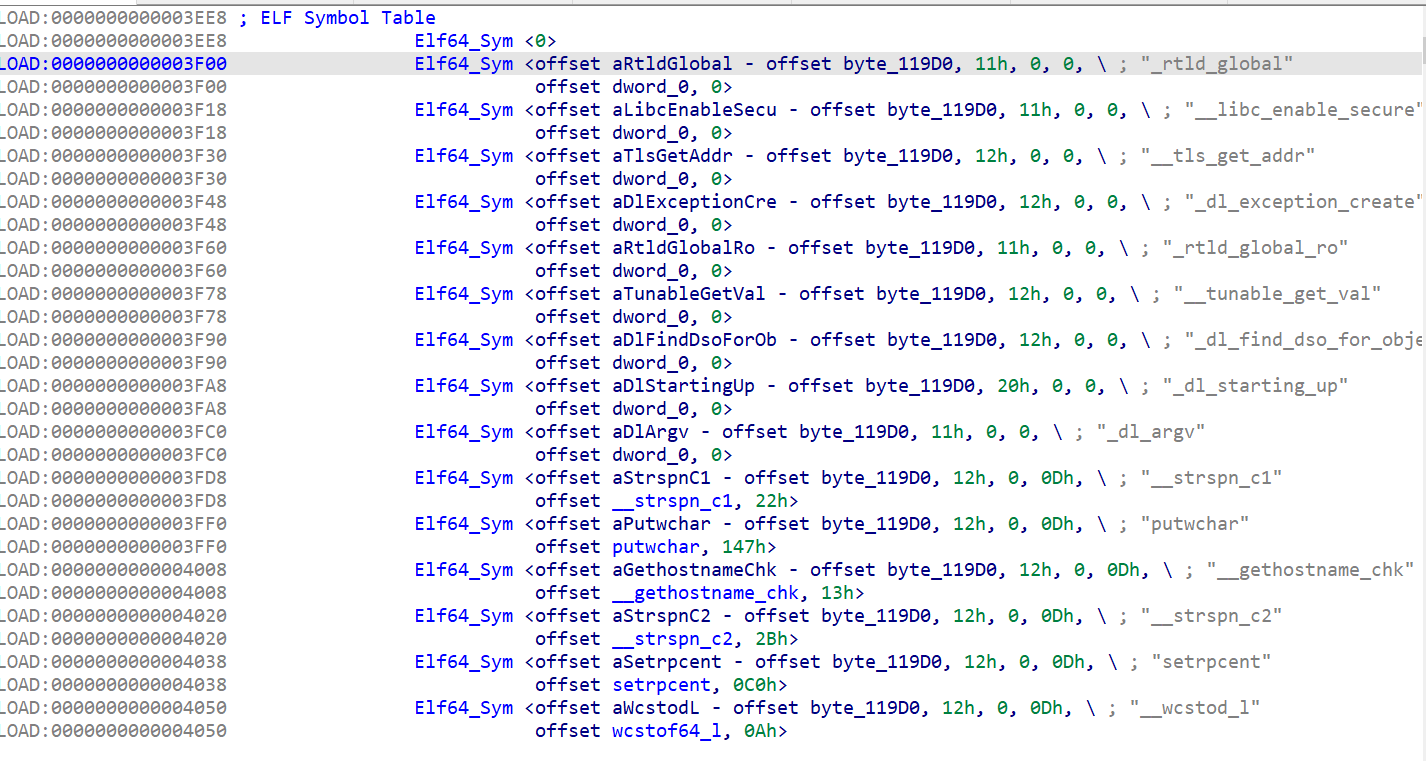 LOAD:0000000000003EE8 ; ELF Symbol Table
LOAD:0000000000003EE8 Elf64_Sym <0>
LOAD:0000000000003F00 Elf64_Sym <offset aRtldGlobal - offset byte_119D0, 11h, 0, 0, \ ; "_rtld_global"
LOAD:0000000000003F00 offset dword_0, 0>
LOAD:0000000000003F18 Elf64_Sym <offset aLibcEnableSecu - offset byte_119D0, 11h, 0, 0, \ ; "__libc_enable_secure"
LOAD:0000000000003F18 offset dword_0, 0>
LOAD:0000000000003F30 Elf64_Sym <offset aTlsGetAddr - offset byte_119D0, 12h, 0, 0, \ ; "__tls_get_addr"
LOAD:0000000000003F30 offset dword_0, 0>
LOAD:0000000000003F48 Elf64_Sym <offset aDlExceptionCre - offset byte_119D0, 12h, 0, 0, \ ; "_dl_exception_create"
LOAD:0000000000003F48 offset dword_0, 0>
LOAD:0000000000003F60 Elf64_Sym <offset aRtldGlobalRo - offset byte_119D0, 11h, 0, 0, \ ; "_rtld_global_ro"
LOAD:0000000000003F60 offset dword_0, 0>
LOAD:0000000000003F78 Elf64_Sym <offset aTunableGetVal - offset byte_119D0, 12h, 0, 0, \ ; "__tunable_get_val"
LOAD:0000000000003F78 offset dword_0, 0>
LOAD:0000000000003F90 Elf64_Sym <offset aDlFindDsoForOb - offset byte_119D0, 12h, 0, 0, \ ; "_dl_find_dso_for_obje
LOAD:0000000000003F90 offset dword_0, 0>
LOAD:0000000000003FA8 Elf64_Sym <offset aDlStartingUp - offset byte_119D0, 20h, 0, 0, \ ; "_dl_starting_up"
LOAD:0000000000003FA8 offset dword_0, 0>
LOAD:0000000000003FC0 Elf64_Sym <offset aDlArgv - offset byte_119D0, 11h, 0, 0, \ ; "_dl_argv"
LOAD:0000000000003FC0 offset dword_0, 0>
LOAD:0000000000003FD8 Elf64_Sym <offset aStrspnC1 - offset byte_119D0, 12h, 0, 0Dh, \ ; "__strspn_c1"
LOAD:0000000000003FD8 offset __strspn_c1, 22h>
LOAD:0000000000003FF0 Elf64_Sym <offset aPutwchar - offset byte_119D0, 12h, 0, 0Dh, \ ; "putwchar"
LOAD:0000000000003FF0 offset putwchar, 147h>
LOAD:0000000000004008 Elf64_Sym <offset aGethostnameChk - offset byte_119D0, 12h, 0, 0Dh, \ ; "__gethostname_chk"
LOAD:0000000000004008 offset __gethostname_chk, 13h>
LOAD:0000000000004020 Elf64_Sym <offset aStrspnC2 - offset byte_119D0, 12h, 0, 0Dh, \ ; "__strspn_c2"
LOAD:0000000000004020 offset __strspn_c2, 2Bh>
LOAD:0000000000004038 Elf64_Sym <offset aSetrpcent - offset byte_119D0, 12h, 0, 0Dh, \ ; "setrpcent"
LOAD:0000000000004038 offset setrpcent, 0C0h>
LOAD:0000000000004050 Elf64_Sym <offset aWcstodL - offset byte_119D0, 12h, 0, 0Dh, \ ; "__wcstod_l"
LOAD:0000000000004050 offset wcstof64_l, 0Ah>